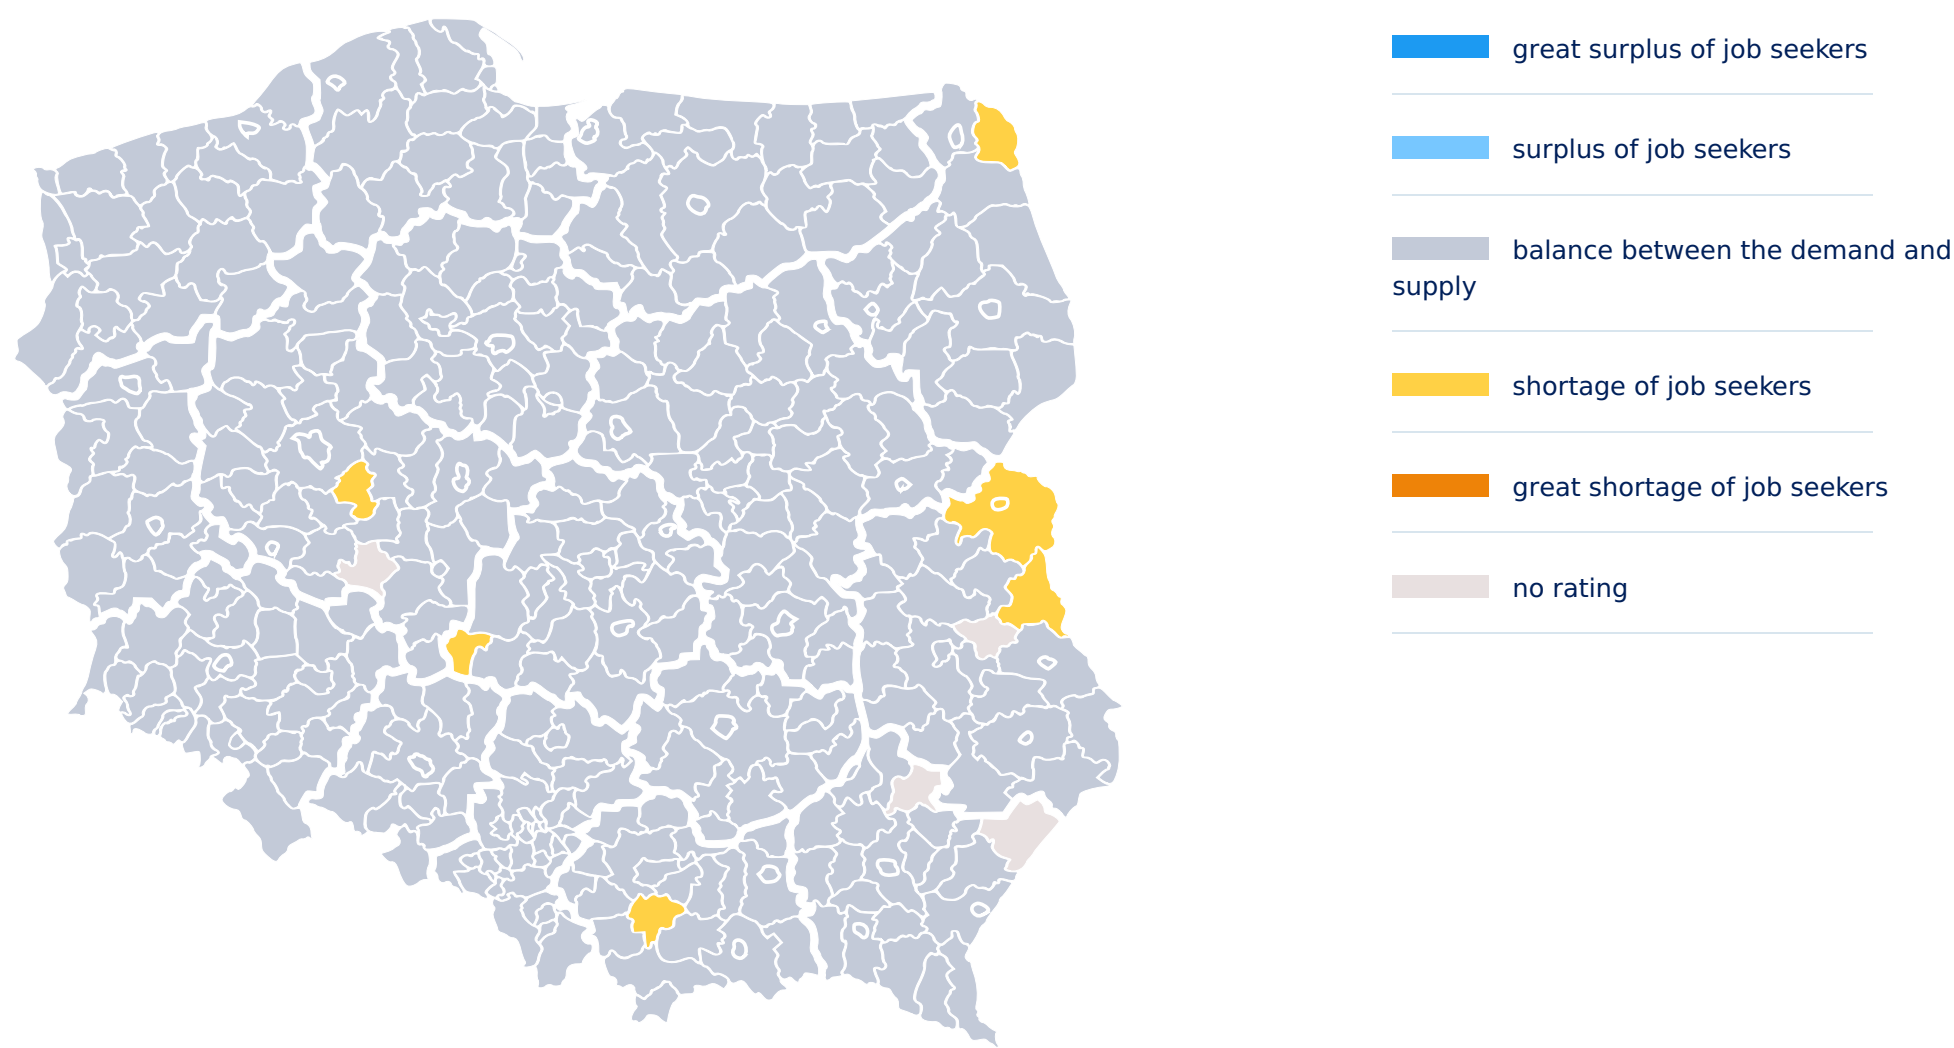 great surplus of job seekers
surplus of job seekers
balance between the demand and
supply
shortage of job seekers
great shortage of job seekers
no rating